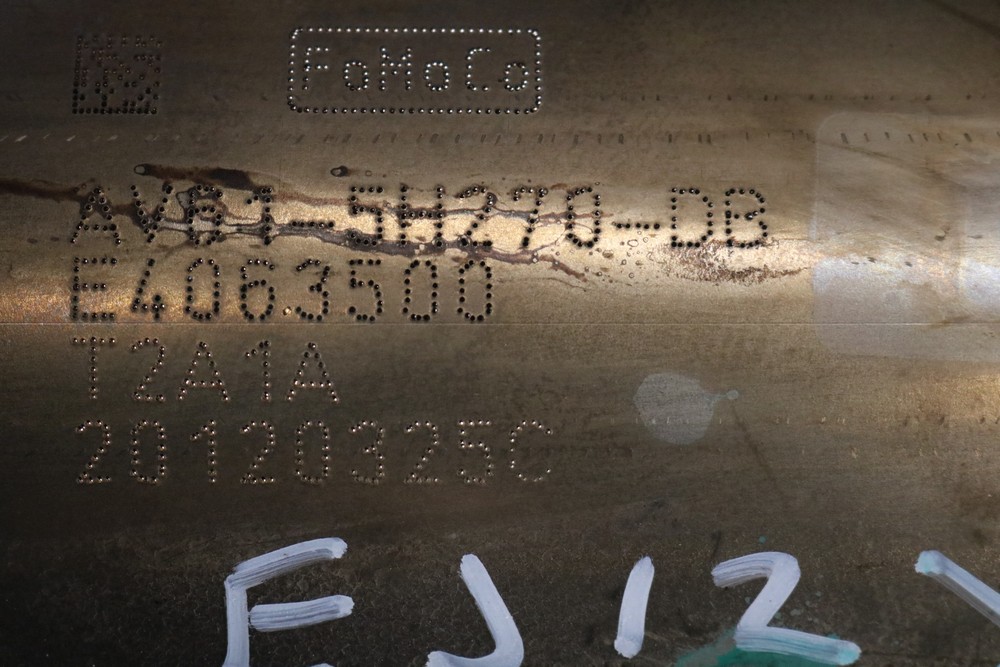 FoMoCo
AV61-5H270-DB
E4063500
T2A1A
20120325C
EJ12